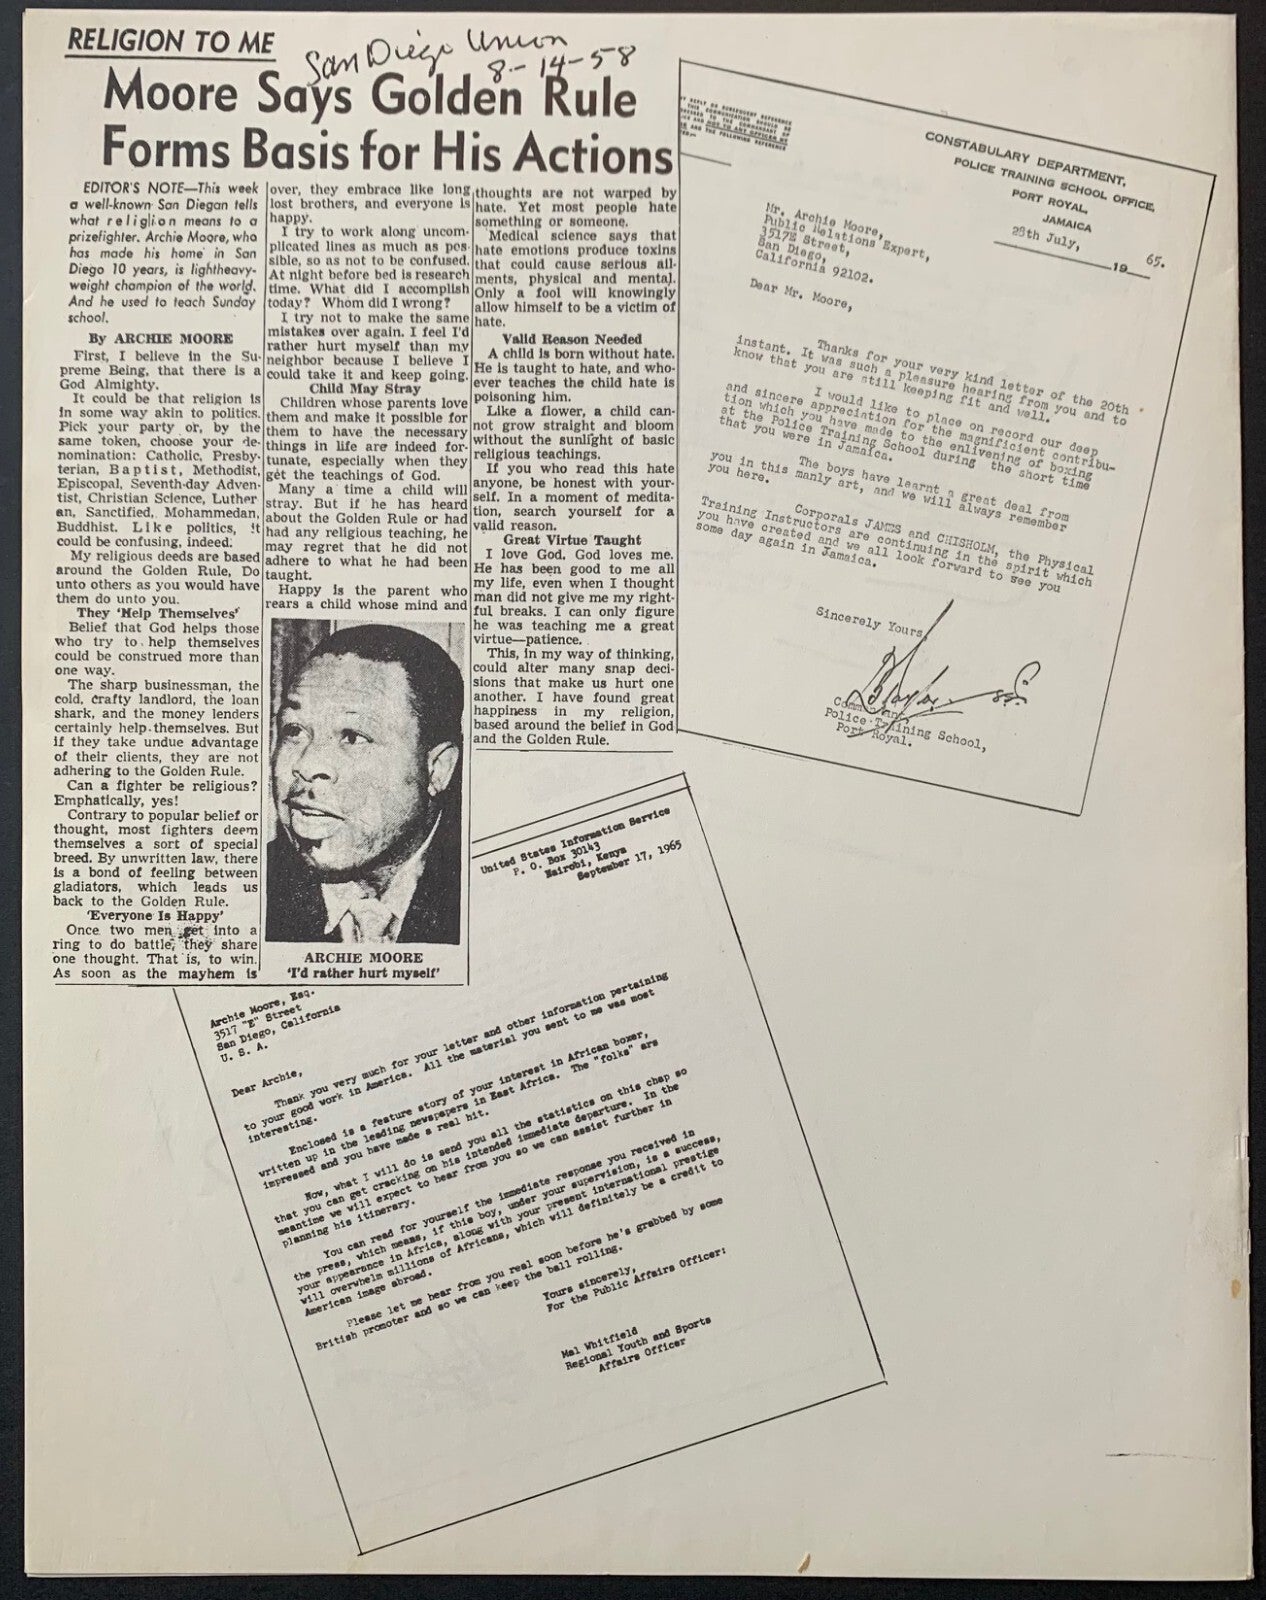 RELIGION TO ME
San Diego Union
8-14-58
Moore Says Golden Rule
Forms Basis for His Actions
EDITOR'S NOTE—This week
a well-known San Diegan tells
what religion means to a
prizefighter. Archie Moore, who
has made his home in San
Diego 10 years, is lightheavy-
weight champion of the world.
And he used to teach Sunday
school.
By ARCHIE MOORE
First, I believe in the Su-
preme Being, that there is a
God Almighty.
It could be that religion is
in some way akin to politics.
Pick your party or, by the
same token, choose your de-
nomination: Catholic, Presby-
terian, Baptist, Methodist,
Episcopal, Seventh-day Adven-
tist, Christian Science, Luther
an, Sanctified, Mohammedan,
Buddhist. Like politics, it
could be confusing, indeed.
My religious deeds are based
around the Golden Rule, Do
unto others as you would have
them do unto you.
They 'Help Themselves'
Belief that God helps those
who try to help themselves
could be construed more than
one way.
The sharp businessman, the
cold, crafty landlord, the loan
shark, and the money lenders
certainly help themselves. But
if they take undue advantage
of their clients, they are not
adhering to the Golden Rule.
Can a fighter be religious?
Emphatically, yes!
Contrary to popular belief or
thought, most fighters deem
themselves a sort of special
breed. By unwritten law, there
is a bond of feeling between
gladiators, which leads us
back to the Golden Rule.
'Everyone Is Happy'
Once two men get into a
ring to do battle, they share
one thought. That is, to win.
As soon as the mayhem is
over, they embrace like long
lost brothers, and everyone is
happy.
I try to work along uncom-
plicated lines as much as pos-
sible, so as not to be confused.
At night before bed is research
time. What did I accomplish
today? Whom did I wrong?
I try not to make the same
mistakes over again. I feel I'd
rather hurt myself than my
neighbor because I believe I
could take it and keep going.
Child May Stray
Children whose parents love
them and make it possible for
them to have the necessary
things in life are indeed for-
tunate, especially when they
get the teachings of God.
Many a time a child will
stray. But if he has heard
about the Golden Rule or had
had any religious teaching, he
may regret that he did not
adhere to what he had been
taught.
Happy is the parent who
rears a child whose mind and
ARCHIE MOORE
'I'd rather hurt myself'
thoughts are not warped by
hate. Yet most people hate
something or someone.
Medical science says that
hate emotions produce toxins
that could cause serious ail-
ments, physical and mental.
Only a fool will knowingly
allow himself to be a victim of
hate.
Valid Reason Needed
A child is born without hate.
He is taught to hate, and who-
ever teaches the child hate is
poisoning him.
Like a flower, a child can-
not grow straight and bloom
without the sunlight of basic
religious teachings.
If you who read this hate
anyone, be honest with your-
self. In a moment of medita-
tion, search yourself for a
valid reason.
Great Virtue Taught
I love God, God loves me.
He has been good to me all
my life, even when I thought
man did not give me my right-
ful breaks. I can only figure
he was teaching me a great
virtue—patience.
This, in my way of thinking,
could alter many snap deci-
sions that make us hurt one
another. I have found great
happiness in my religion,
based around the belief in God
and the Golden Rule.
REPLY OR SUBSEQUENT REFERENCE
THIS COMMUNICATION SHOULD BE
TO THE COMMANDANT OF
AND NOT TO ANY OFFICER BY
AND THE FOLLOWING REFERENCE
CONSTABULARY DEPARTMENT,
POLICE TRAINING SCHOOL OFFICE,
PORT ROYAL,
JAMAICA
28th July, 1965.
Mr. Archie Moore,
Public Relations Expert,
3517E Street,
San Diego,
California 92102.
Dear Mr. Moore,
Thanks for your very kind letter of the 20th
instant. It was such a pleasure hearing from you and to
know that you are still keeping fit and well.
I would like to place on record our deep
and sincere appreciation for the magnificient contribu-
tion which you have made to the enlivening of boxing
at the Police Training School during the short time
that you were in Jamaica.
The boys have learnt a great deal from
you in this manly art, and we will always remember
you here.
Corporals JAMES and CHISHOLM, the Physical
Training Instructors are continuing in the spirit which
you have created and we all look forward to see you
some day again in Jamaica.
Sincerely Yours,
Commandant
Police Training School,
Port Royal.
United States Information Service
P. O. Box 30143
Nairobi, Kenya
September 17, 1965
Archie Moore, Esq.
3517 "E" Street
San Diego, California
U. S. A.
Dear Archie,
Thank you very much for your letter and other information pertaining
to your good work in America. All the material you sent to me was most
interesting.
Enclosed is a feature story of your interest in African boxer,
written up in the leading newspapers in East Africa. The "folks" are
impressed and you have made a real hit.
Now, what I will do is send you all the statistics on this chap so
that you can get cracking on his intended immediate departure. In the
meantime we will expect to hear from you so we can assist further in
planning his itinerary.
You can read for yourself the immediate response you received in
the press, which means, if this boy, under your supervision, is a success,
your appearance in Africa, along with your present international prestige
will overwhelm millions of Africans, which will definitely be a credit to
American image abroad.
Please let me hear from you real soon before he's grabbed by some
British promoter and so we can keep the ball rolling.
Yours sincerely,
For the Public Affairs Officer:
Mal Whitfield
Regional Youth and Sports
Affairs Officer